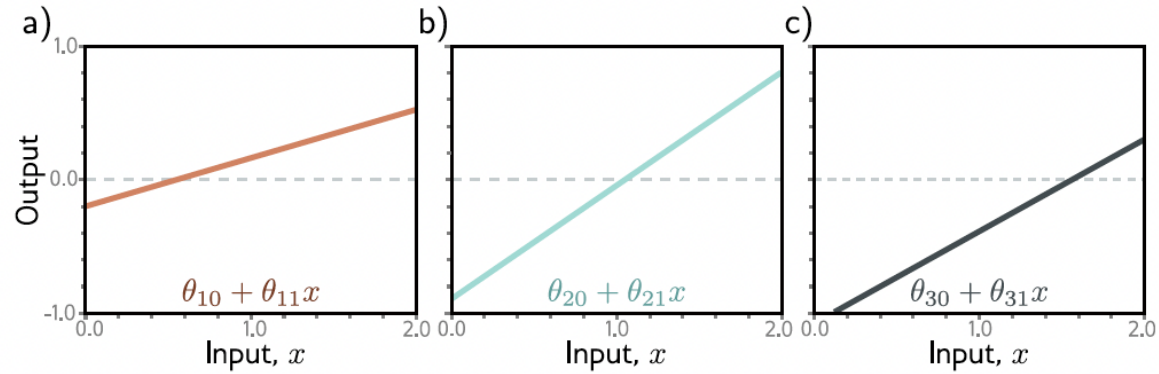 a)
b)
c)
1.0
0.0
-1.0
Output
θ₁₀ + θ₁₁x
θ₂₀ + θ₂₁x
θ₃₀ + θ₃₁x
0.0 1.0 2.0
0.0 1.0 2.0
0.0 1.0 2.0
Input, x
Input, x
Input, x